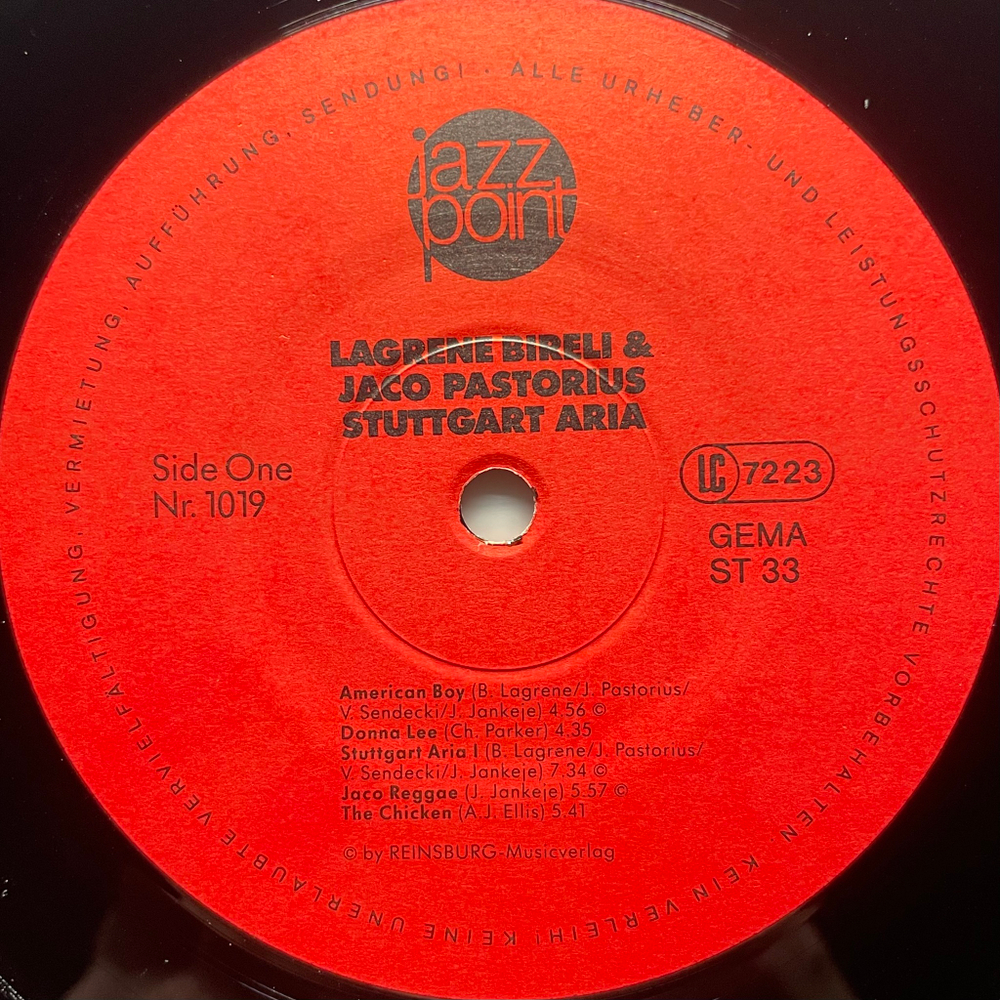 jazz
point
LAGRENE BIRELI &
JACO PASTORIUS
STUTTGART ARIA
Side One
Nr. 1019
LC 7223
GEMA
ST 33
American Boy (B. Lagrene/J. Pastorius/
V. Sendecki/J. Jankeje) 4.56 ©
Donna Lee (Ch. Parker) 4.35
Stuttgart Aria I (B. Lagrene/J. Pastorius/
V. Sendecki/J. Jankeje) 7.34 ©
Jaco Reggae (J. Jankeje) 5.57 ©
The Chicken (A.J. Ellis) 5.41
© by REINSBURG-Musicverlag
ALLE URHEBER- UND LEISTUNGSSCHUTZRECHTE VORBEHALTEN. KEIN VERLEIH! KEINE UNERLAUBTE VERVIELFÄLTIGUNG, VERMIETUNG, AUFFÜHRUNG, SENDUNG! ·